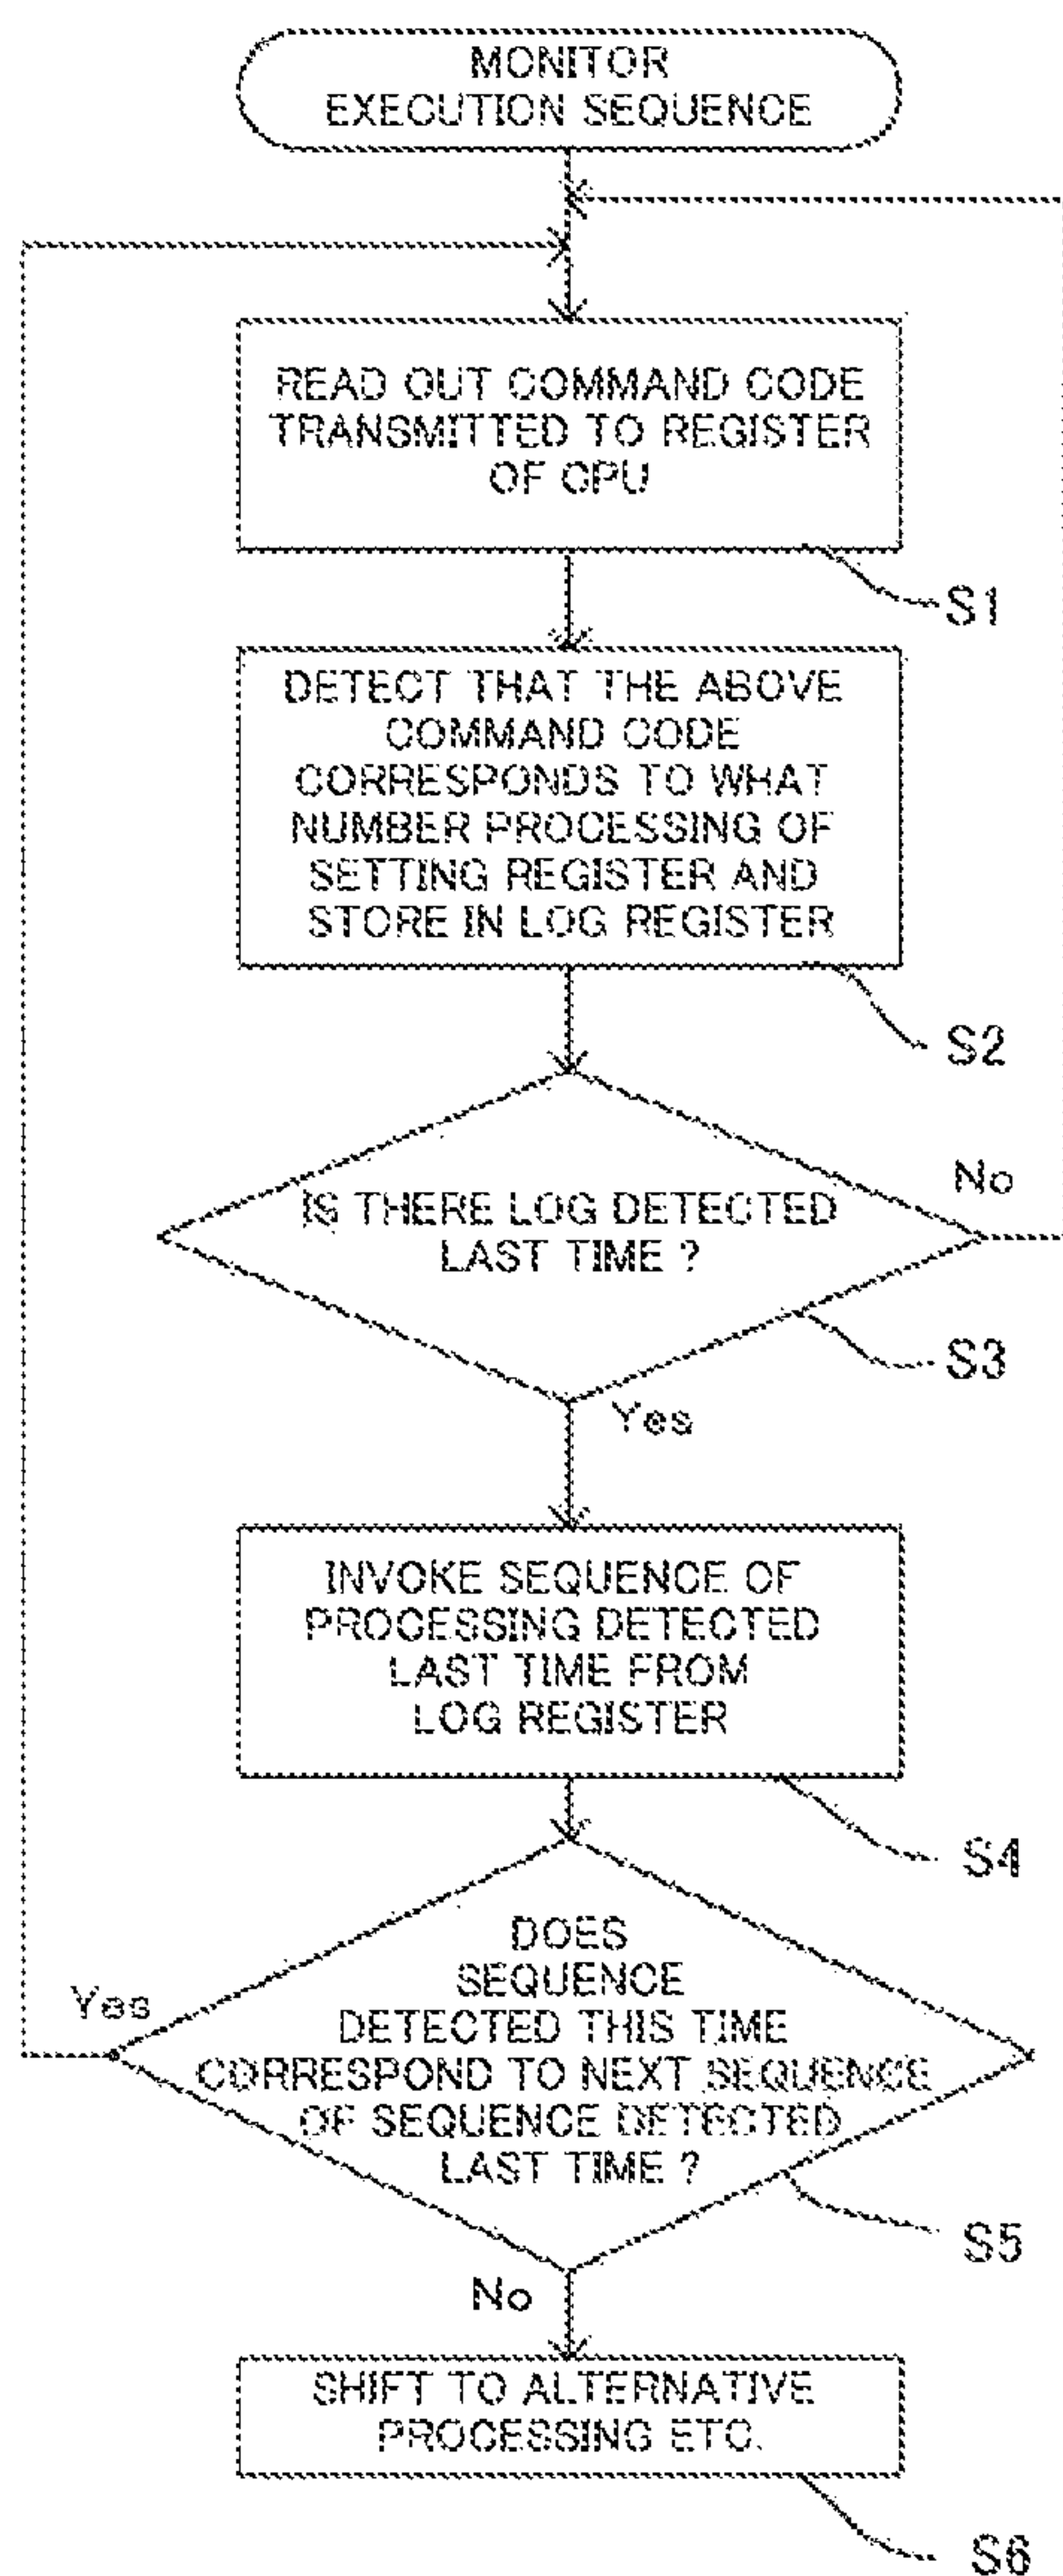 MONITOR
EXECUTION SEQUENCE
READ OUT COMMAND CODE
TRANSMITTED TO REGISTER
OF CPU
S1
DETECT THAT THE ABOVE
COMMAND CODE
CORRESPONDS TO WHAT
NUMBER PROCESSING OF
SETTING REGISTER AND
STORE IN LOG REGISTER
S2
IS THERE LOG DETECTED
LAST TIME ?
No
S3
Yes
INVOKE SEQUENCE OF
PROCESSING DETECTED
LAST TIME FROM
LOG REGISTER
S4
DOES
SEQUENCE
DETECTED THIS TIME
CORRESPOND TO NEXT SEQUENCE
OF SEQUENCE DETECTED
LAST TIME ?
Yes
S5
No
SHIFT TO ALTERNATIVE
PROCESSING ETC.
S6